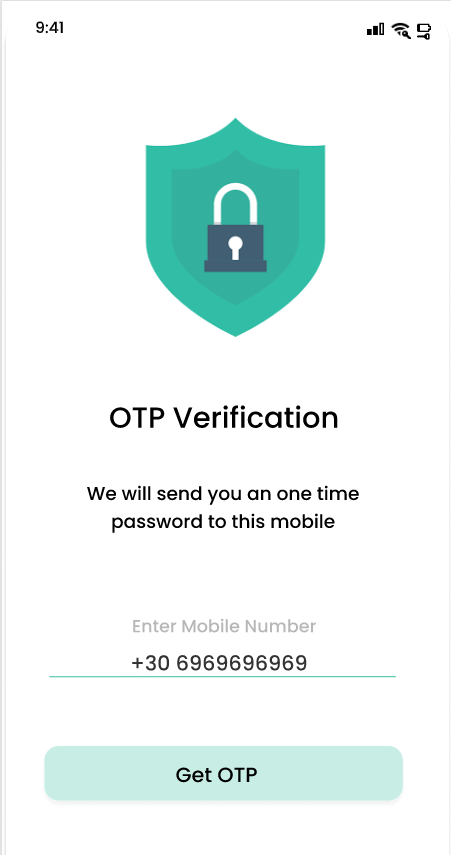 9:41
OTP Verification
We will send you an one time
password to this mobile
Enter Mobile Number
+30 6969696969
Get OTP